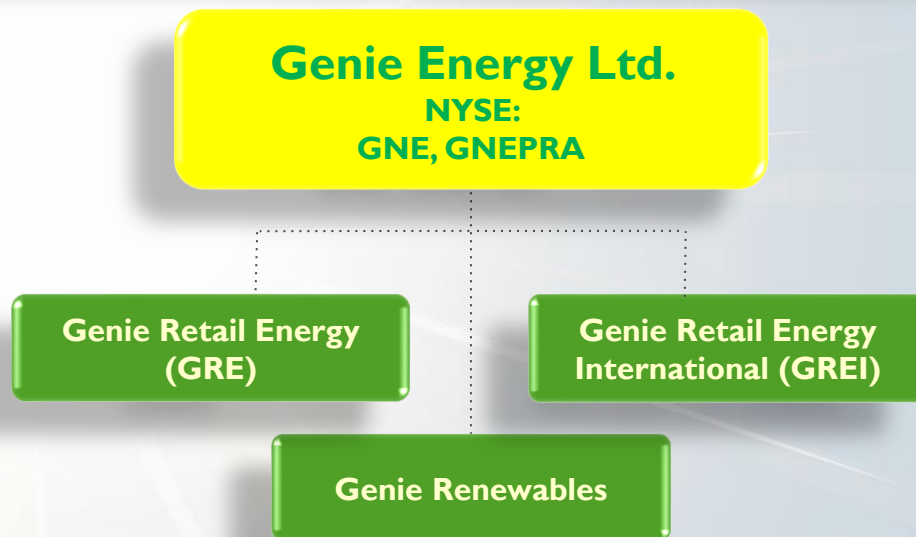 Genie Energy Ltd.
NYSE:
GNE, GNEPRA
Genie Retail Energy
(GRE)
Genie Retail Energy
International (GREI)
Genie Renewables